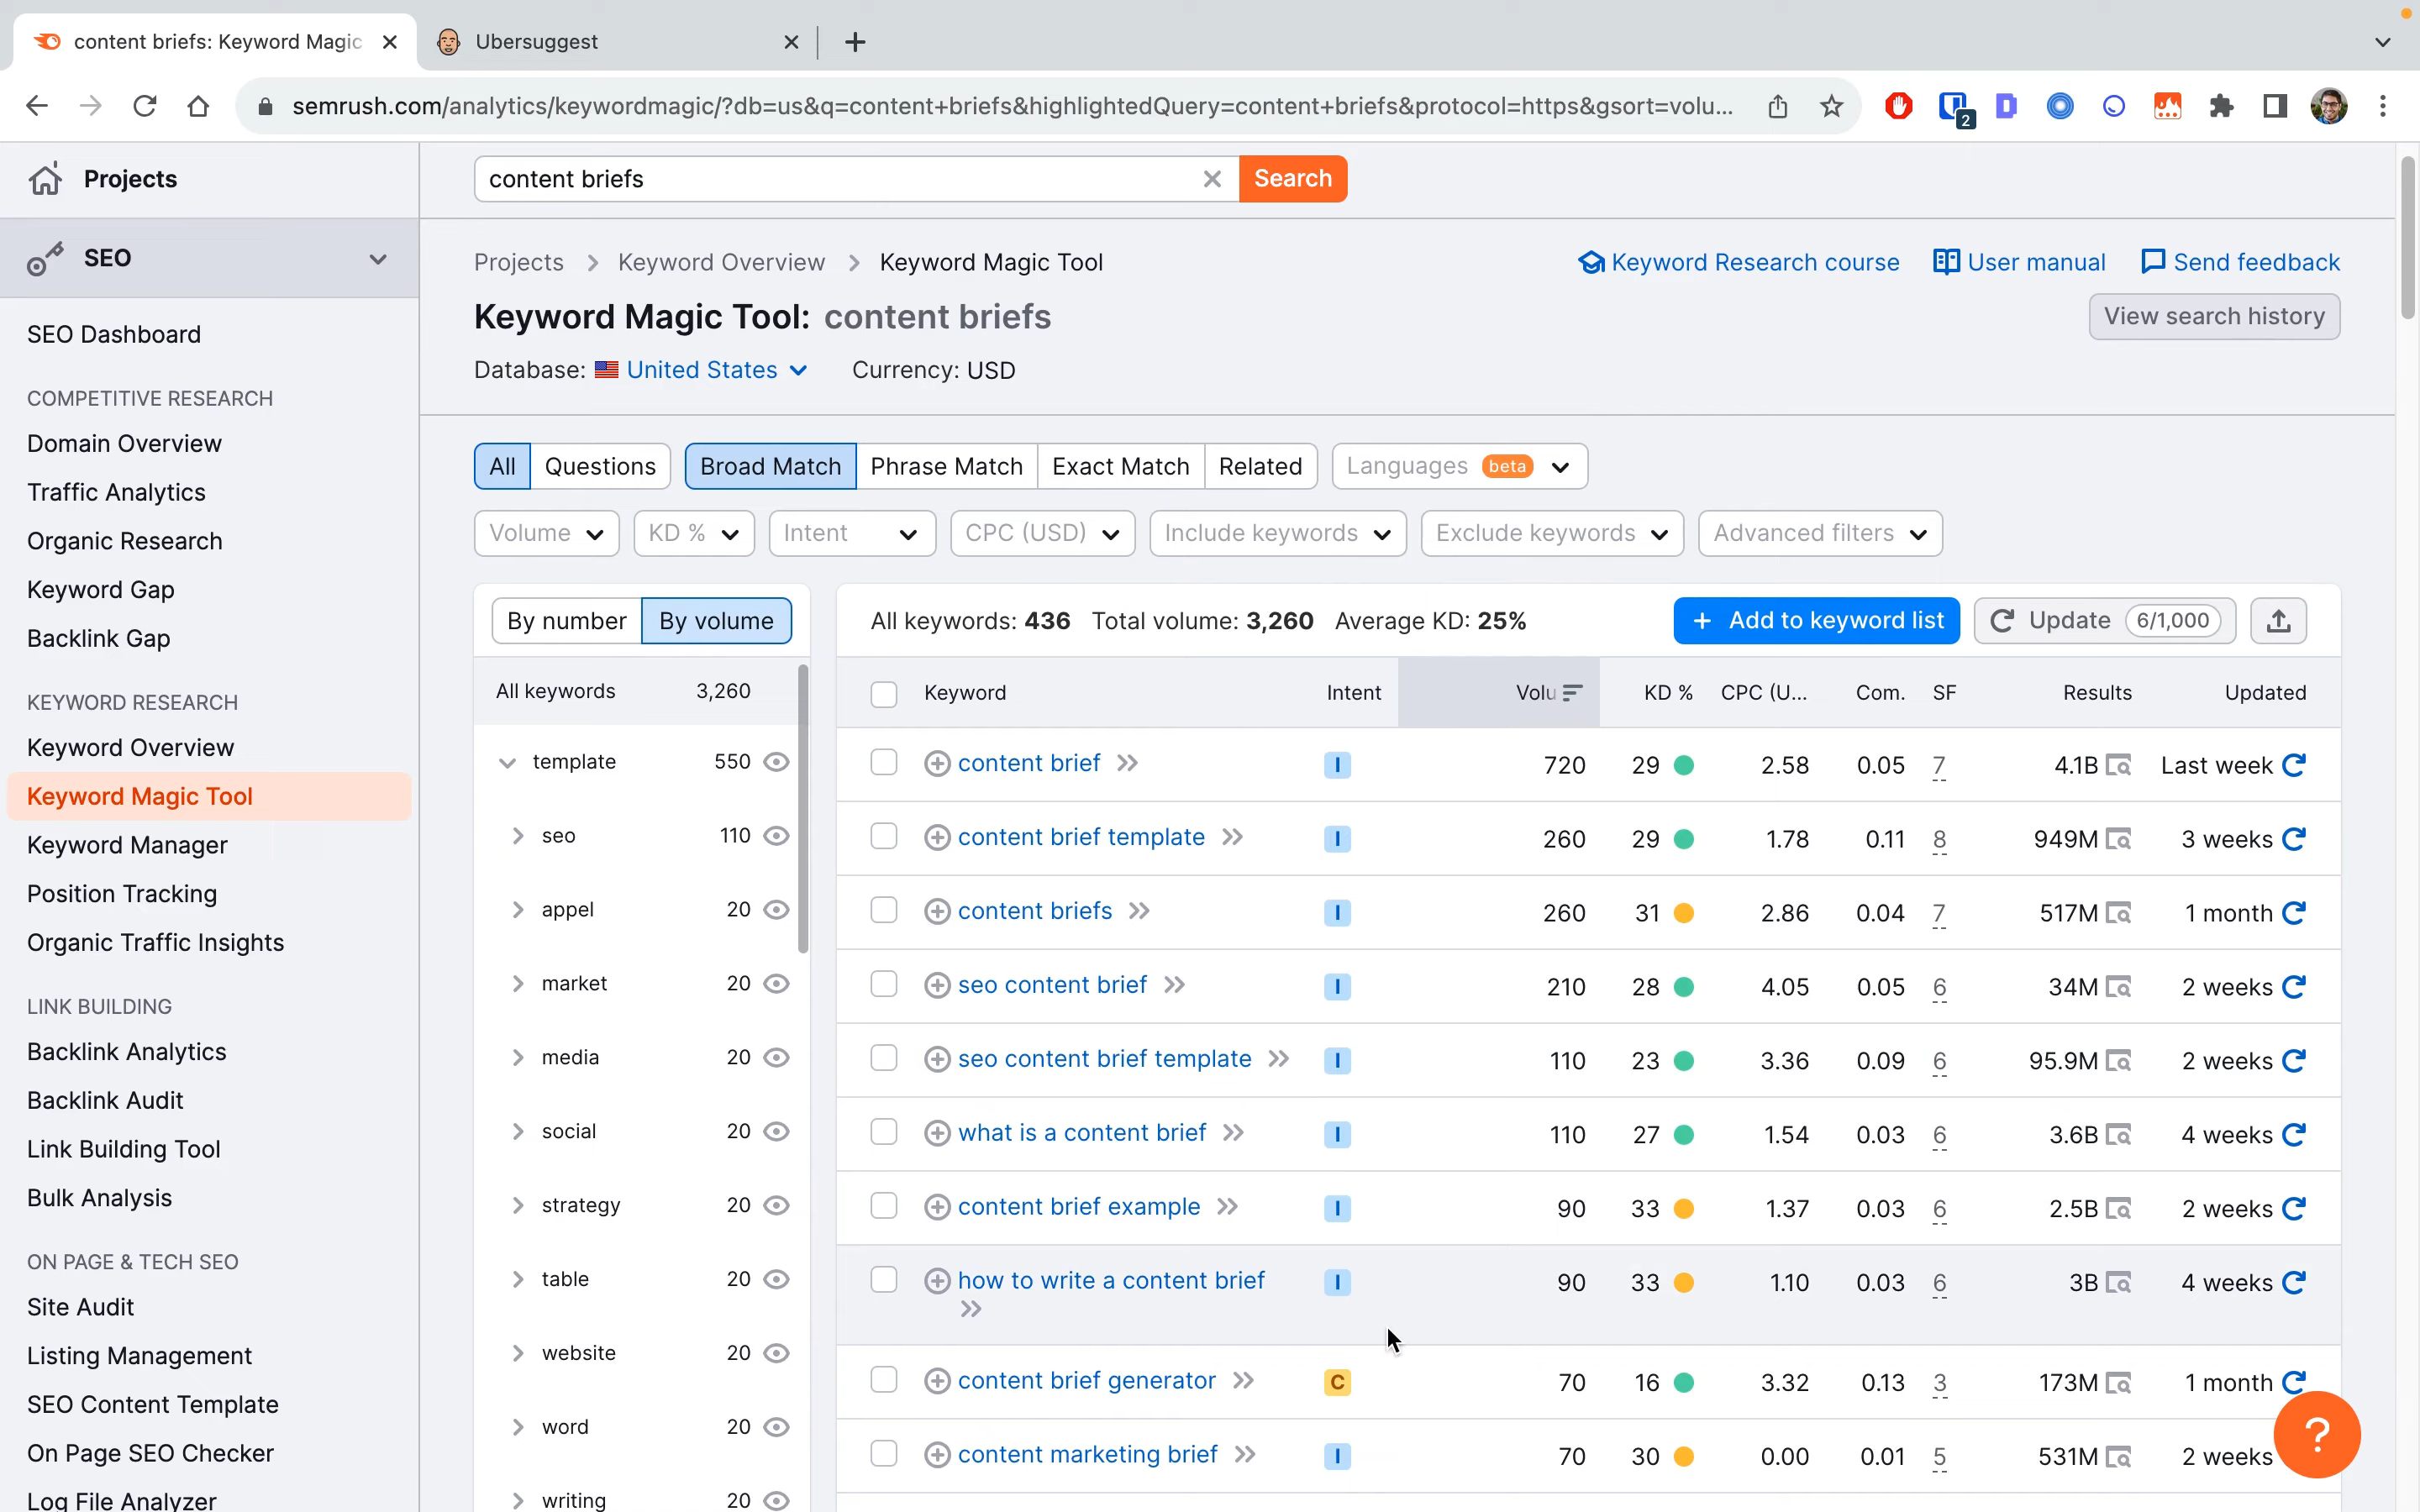 content briefs: Keyword Magic
Ubersuggest
semrush.com/analytics/keywordmagic/?db=us&q=content+briefs&highlightedQuery=content+briefs&protocol=https&gsort=volu...
2
Projects
content briefs
Search
SEO
Projects > Keyword Overview > Keyword Magic Tool
Keyword Research course User manual Send feedback
Keyword Magic Tool: content briefs
View search history
Database: United States Currency: USD
SEO Dashboard
COMPETITIVE RESEARCH
Domain Overview
Traffic Analytics
Organic Research
Keyword Gap
Backlink Gap
KEYWORD RESEARCH
Keyword Overview
Keyword Magic Tool
Keyword Manager
Position Tracking
Organic Traffic Insights
LINK BUILDING
Backlink Analytics
Backlink Audit
Link Building Tool
Bulk Analysis
ON PAGE & TECH SEO
Site Audit
Listing Management
SEO Content Template
On Page SEO Checker
Log File Analyzer
All Questions Broad Match Phrase Match Exact Match Related Languages beta
Volume KD % Intent CPC (USD) Include keywords Exclude keywords Advanced filters
By number By volume
All keywords 3,260
template 550
seo 110
appel 20
market 20
media 20
social 20
strategy 20
table 20
website 20
word 20
writing 20
All keywords: 436 Total volume: 3,260 Average KD: 25%
+ Add to keyword list Update 6/1,000
Keyword Intent Volu KD % CPC (U... Com. SF Results Updated
content brief I 720 29 2.58 0.05 7 4.1B Last week
content brief template I 260 29 1.78 0.11 8 949M 3 weeks
content briefs I 260 31 2.86 0.04 7 517M 1 month
seo content brief I 210 28 4.05 0.05 6 34M 2 weeks
seo content brief template I 110 23 3.36 0.09 6 95.9M 2 weeks
what is a content brief I 110 27 1.54 0.03 6 3.6B 4 weeks
content brief example I 90 33 1.37 0.03 6 2.5B 2 weeks
how to write a content brief I 90 33 1.10 0.03 6 3B 4 weeks
content brief generator C 70 16 3.32 0.13 3 173M 1 month
content marketing brief I 70 30 0.00 0.01 5 531M 2 weeks
?